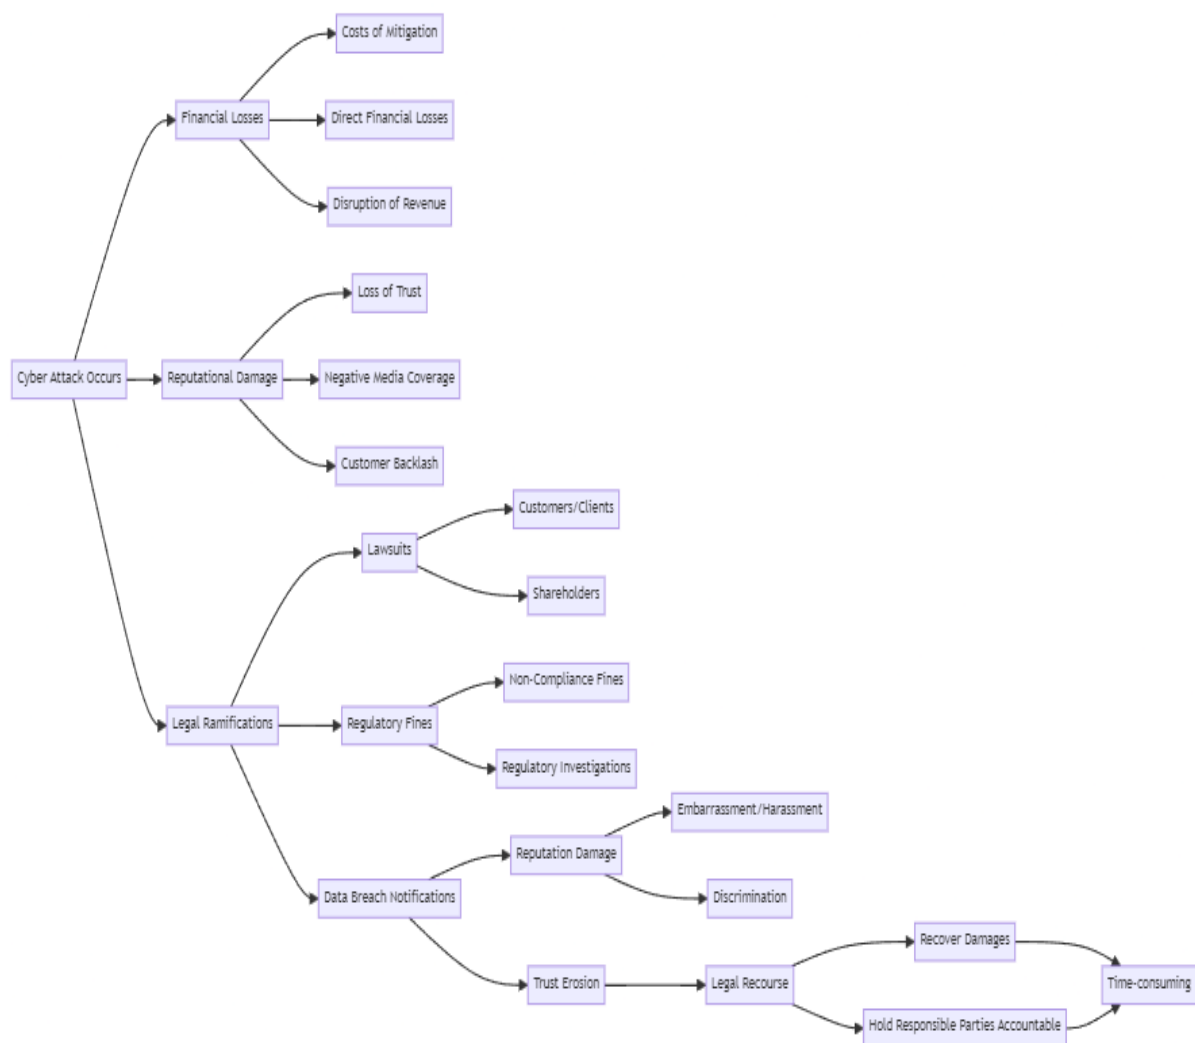 Costs of Mitigation
Financial Losses
Direct Financial Losses
Disruption of Revenue
Loss of Trust
Cyber Attack Occurs
Reputational Damage
Negative Media Coverage
Customer Backlash
Customers/Clients
Lawsuits
Shareholders
Non-Compliance Fines
Legal Ramifications
Regulatory Fines
Regulatory Investigations
Embarrassment/Harassment
Reputation Damage
Data Breach Notifications
Discrimination
Recover Damages
Trust Erosion
Legal Recourse
Time-consuming
Hold Responsible Parties Accountable